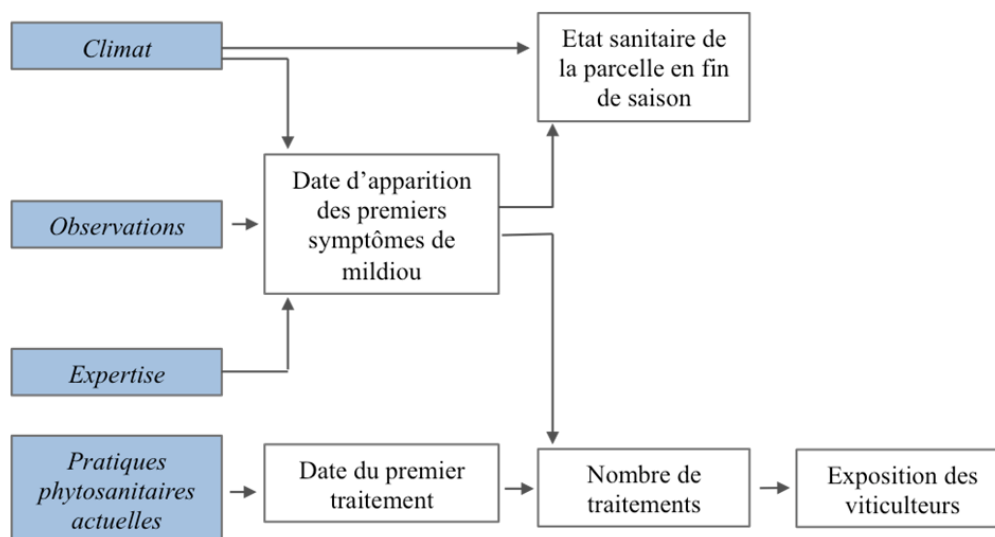 Climat
Etat sanitaire de
la parcelle en fin
de saison
Observations
Date d’apparition
des premiers
symptômes de
mildiou
Expertise
Pratiques
phytosanitaires
actuelles
Date du premier
traitement
Nombre de
traitements
Exposition des
viticulteurs